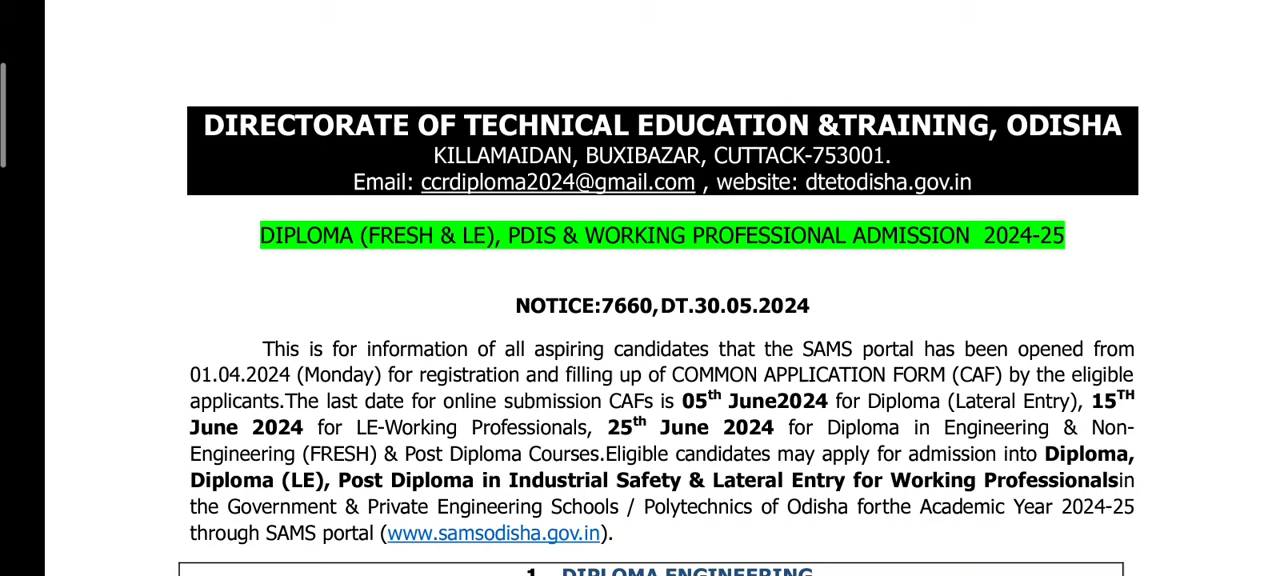 DIRECTORATE OF TECHNICAL EDUCATION &TRAINING, ODISHA
KILLAMAIDAN, BUXIBAZAR, CUTTACK-753001.
Email: ccrdiploma2024@gmail.com , website: dtetodisha.gov.in
DIPLOMA (FRESH & LE), PDIS & WORKING PROFESSIONAL ADMISSION 2024-25
NOTICE:7660,DT.30.05.2024
This is for information of all aspiring candidates that the SAMS portal has been opened from
01.04.2024 (Monday) for registration and filling up of COMMON APPLICATION FORM (CAF) by the eligible
applicants.The last date for online submission CAFs is 05th June2024 for Diploma (Lateral Entry), 15TH
June 2024 for LE-Working Professionals, 25th June 2024 for Diploma in Engineering & Non-
Engineering (FRESH) & Post Diploma Courses.Eligible candidates may apply for admission into Diploma,
Diploma (LE), Post Diploma in Industrial Safety & Lateral Entry for Working Professionalsin
the Government & Private Engineering Schools / Polytechnics of Odisha forthe Academic Year 2024-25
through SAMS portal (www.samsodisha.gov.in).
1. DIPLOMA ENGINEERING